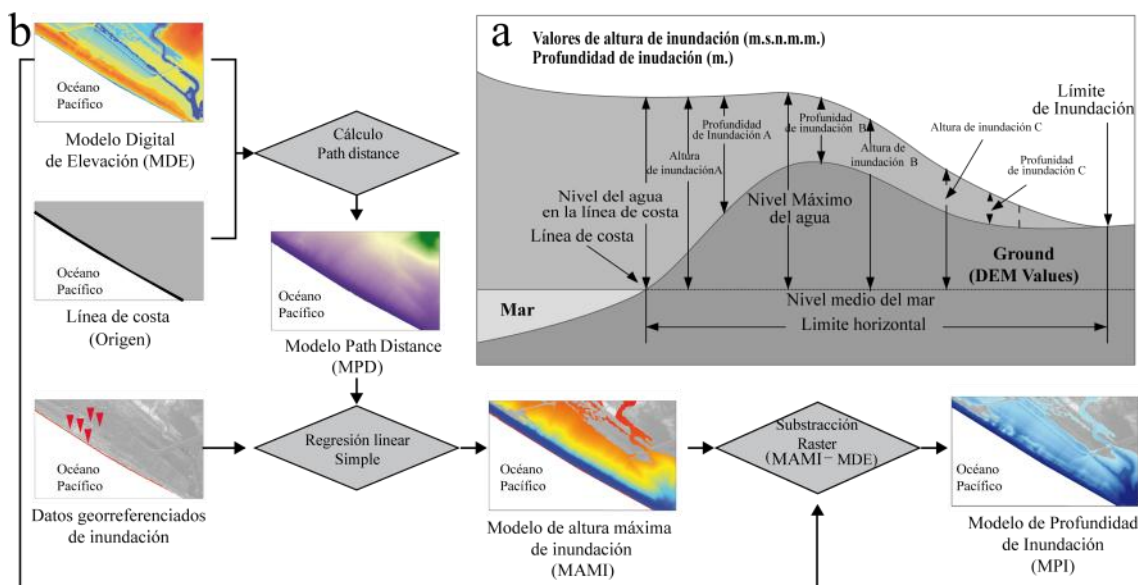 b
Océano
Pacífico
Modelo Digital
de Elevación (MDE)
Océano
Pacífico
Línea de costa
(Origen)
Océano
Pacífico
Datos georreferenciados
de inundación
Cálculo
Path distance
Océano
Pacífico
Modelo Path Distance
(MPD)
Regresión linear
Simple
Océano
Pacífico
Modelo de altura máxima
de inundación
(MAMI)
Substracción
Raster
(MAMI – MDE)
Océano
Pacífico
Modelo de Profundidad
de Inundación
(MPI)
a
Valores de altura de inundación (m.s.n.m.m.)
Profundidad de inudación (m.)
Límite
de Inundación
Profundidad
de Inundación A
Altura
de inundaciónA
Profunidad
de inundación B
Altura de
inundación B
Altura de inundación C
Profunidad
de inundación C
Nivel del agua
en la línea de costa
Línea de costa
Nivel Máximo
del agua
Ground
(DEM Values)
Mar
Nivel medio del mar
Limite horizontal